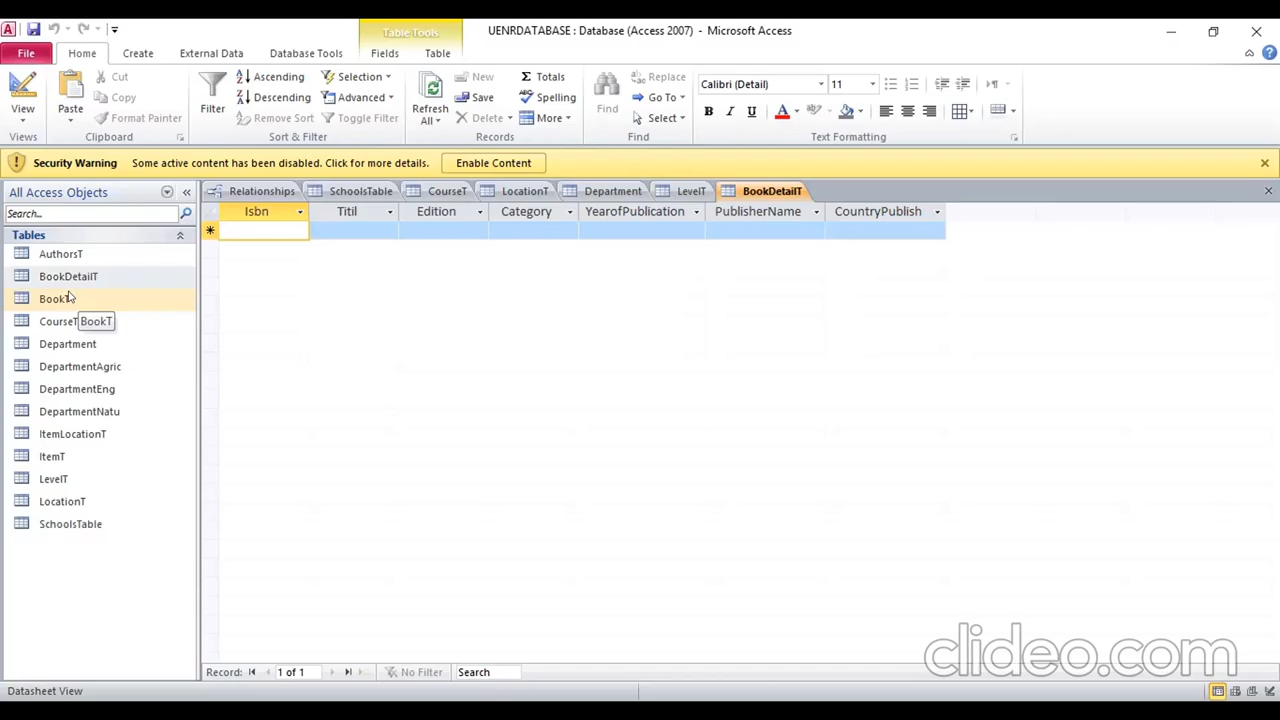 Table Tools
UENRDATABASE : Database (Access 2007) - Microsoft Access
File Home Create External Data Database Tools Fields Table
View
Views
Paste
Cut
Copy
Format Painter
Clipboard
Filter
Ascending
Descending
Remove Sort
Selection
Advanced
Toggle Filter
Sort & Filter
Refresh
All
New
Save
Delete
Totals
Spelling
More
Records
Find
Replace
Go To
Select
Find
Calibri (Detail) 11
B I U A
Text Formatting
Security Warning Some active content has been disabled. Click for more details. Enable Content
All Access Objects
Search...
Tables
AuthorsT
BookDetailT
BookT
CourseT
BookT
Department
DepartmentAgric
DepartmentEng
DepartmentNatu
ItemLocationT
ItemT
LevelT
LocationT
SchoolsTable
Relationships SchoolsTable CourseT LocationT Department LevelT BookDetailT
Isbn Titil Edition Category YearofPublication PublisherName CountryPublish
Record: 1 of 1 No Filter Search
Datasheet View
clideo.com